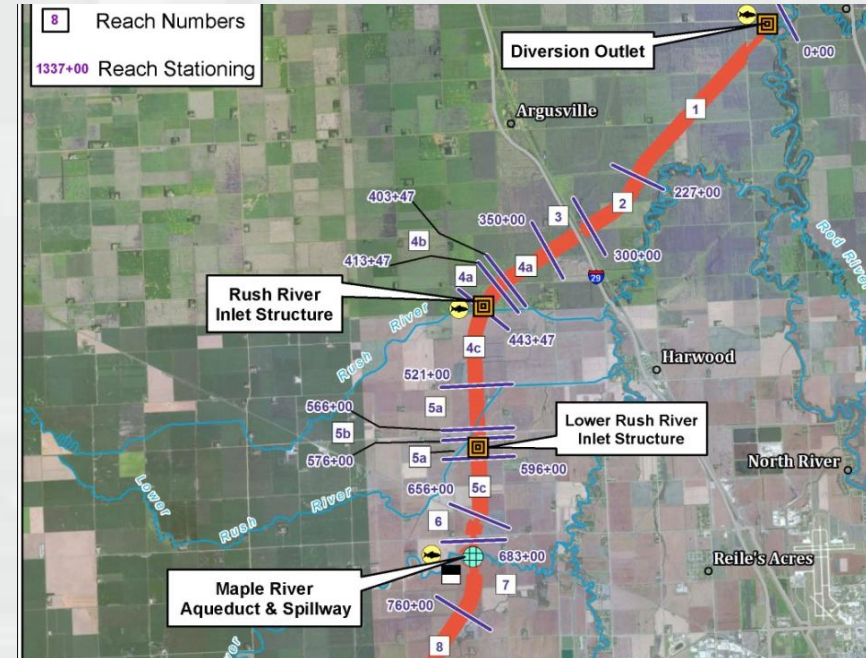 8 Reach Numbers
1337+00 Reach Stationing
Diversion Outlet
0+00
Argusville
1
227+00
2
3
300+00
350+00
403+47
4b
413+47
4a
4a
29
Red River
Rush River
Inlet Structure
Rush River
443+47
4c
Harwood
521+00
5a
566+00
5b
576+00
5a
Lower Rush River
Inlet Structure
596+00
North River
Lower Rush River
656+00
5c
6
683+00
Reile's Acres
Maple River
Aqueduct & Spillway
7
760+00
8